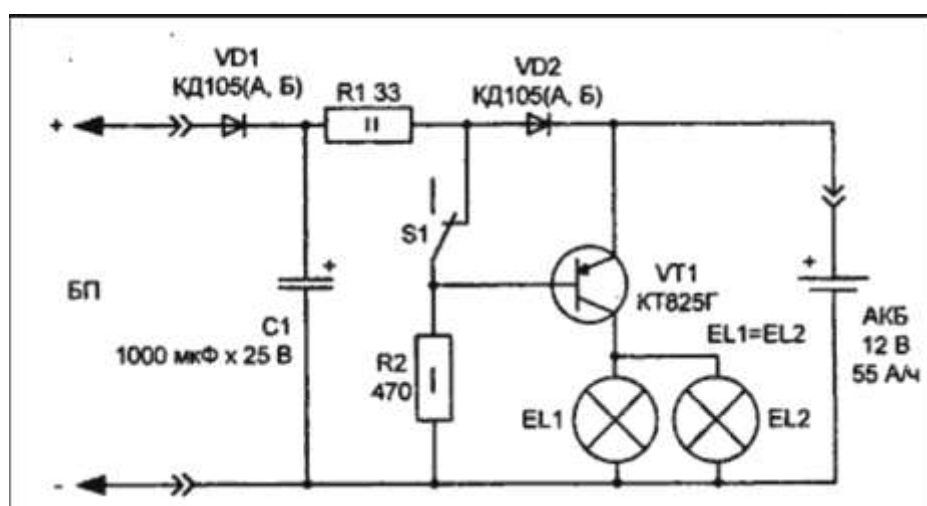 VD1
КД105(А, Б)
R1 33
VD2
КД105(А, Б)
+
S1
БП
+
C1
1000 мкФ х 25 В
R2
470
VT1
КТ825Г
EL1=EL2
EL1
EL2
+
АКБ
12 В
55 А/ч
-